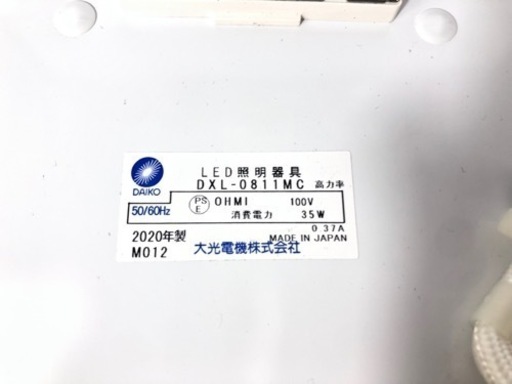 LED照明器具
DXL-0811MC 高力率
DAIKO
50/60Hz
PSE OHMI 100V
消費電力 35W
0.37A
2020年製
MADE IN JAPAN
M012
大光電機株式会社